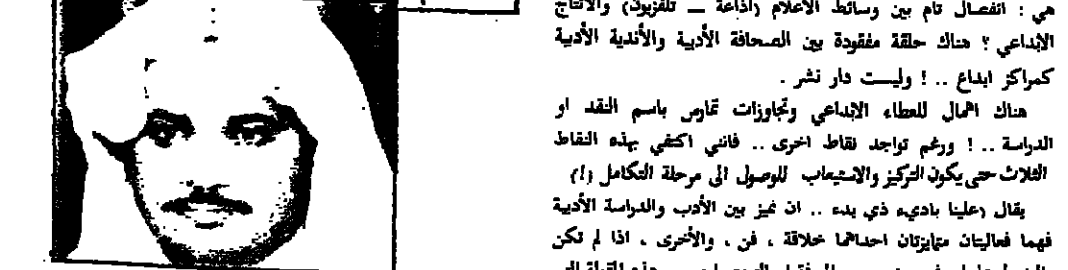 هي : انفصال تام بين وسائط الاعلام (اذاعة — تلفزيون) والانتاج
الابداعي ؟ هناك حلقة مفقودة بين الصحافة الأدبية والأندية الأدبية
كمراكز ابداع .. ! وليست دار نشر .
هناك اهمال للعطاء الابداعي وتجاوزات تمارس باسم النقد او
الدراسة .. ! ورغم تواجد نقاط اخرى .. فانني اكتفي بهذه النقاط
الثلاث حتى يكون التركيز والاستيعاب للوصول الى مرحلة التكامل (!)
يقال (علينا باديء ذي بدء .. ان نميز بين الأدب والدراسة الأدبية
فهما فعاليتان متمايزتان احداهما خلاقة ، فن ، والأخرى ، اذا لم تكن